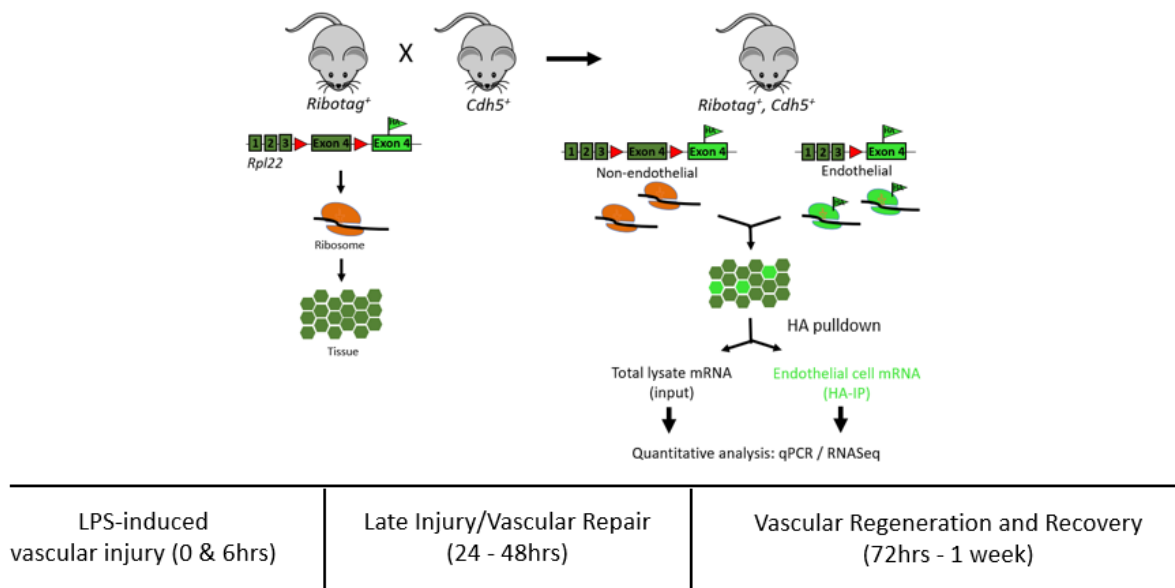 X
Ribotag⁺
Cdh5⁺
Ribotag⁺, Cdh5⁺
HA
1 2 3 Exon 4 Exon 4
Rpl22
HA
1 2 3 Exon 4 Exon 4
Non-endothelial
HA
1 2 3 Exon 4
Endothelial
HA
HA
Ribosome
Tissue
HA pulldown
Total lysate mRNA
(input)
Endothelial cell mRNA
(HA-IP)
Quantitative analysis: qPCR / RNASeq
LPS-induced
vascular injury (0 & 6hrs)
Late Injury/Vascular Repair
(24 - 48hrs)
Vascular Regeneration and Recovery
(72hrs - 1 week)